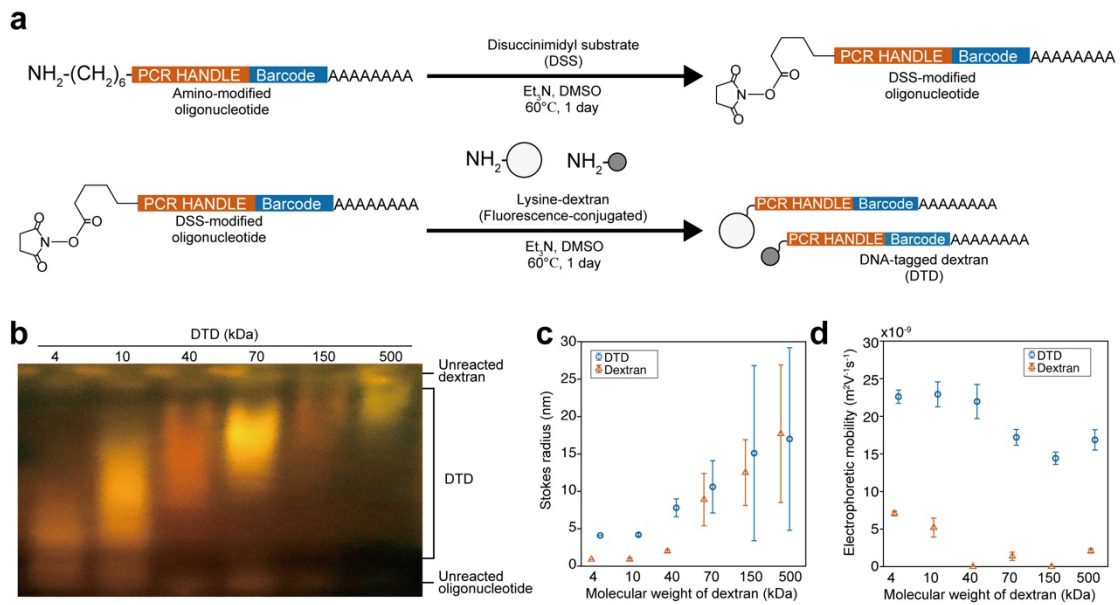 a
NH2-(CH2)6- PCR HANDLE Barcode AAAAAAAA
Amino-modified
oligonucleotide
Disuccinimidyl substrate
(DSS)
Et3N, DMSO
60°C, 1 day
O
N
O
O
O
PCR HANDLE Barcode AAAAAAAA
DSS-modified
oligonucleotide
O
N
O
O
O
PCR HANDLE Barcode AAAAAAAA
DSS-modified
oligonucleotide
NH2- NH2-
Lysine-dextran
(Fluorescence-conjugated)
Et3N, DMSO
60°C, 1 day
PCR HANDLE Barcode AAAAAAAA
PCR HANDLE Barcode AAAAAAAA
DNA-tagged dextran
(DTD)
b
DTD (kDa)
4 10 40 70 150 500
Unreacted
dextran
DTD
Unreacted
oligonucleotide
c
Stokes radius (nm)
30
25
20
15
10
5
0
DTD
Dextran
4 10 40 70 150 500
Molecular weight of dextran (kDa)
d
x10-9
Electrophoretic mobility (m2V-1s-1)
30
25
20
15
10
5
0
DTD
Dextran
4 10 40 70 150 500
Molecular weight of dextran (kDa)